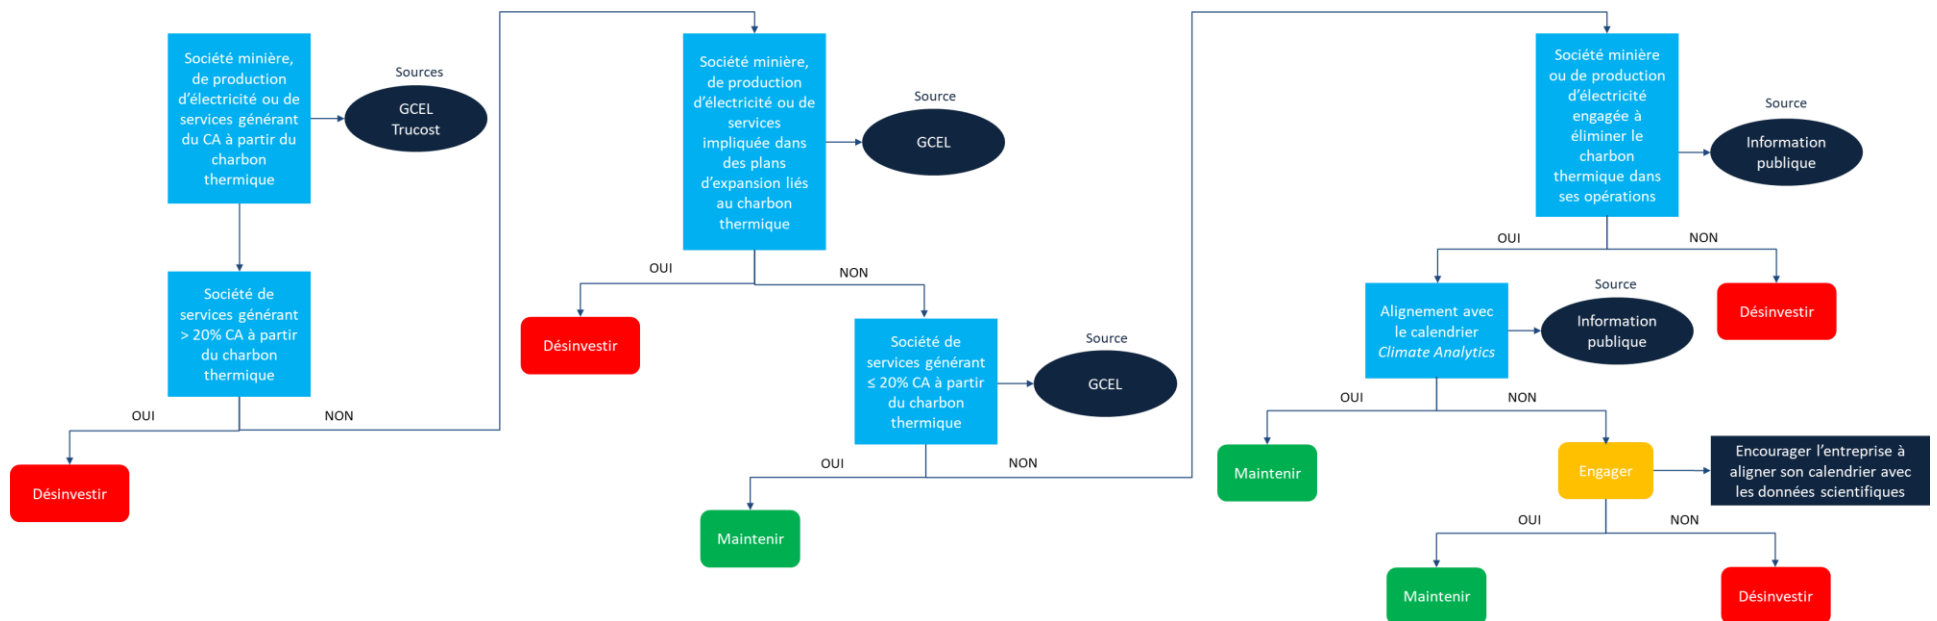 Société minière,
de production
d’électricité ou de
services générant
du CA à partir du
charbon
thermique
Sources
GCEL
Trucost
Société de
services générant
> 20% CA à partir
du charbon
thermique
OUI
NON
Désinvestir
Société minière,
de production
d’électricité ou de
services
impliquée dans
des plans
d’expansion liés
au charbon
thermique
Source
GCEL
OUI
NON
Désinvestir
Société de
services générant
≤ 20% CA à partir
du charbon
thermique
Source
GCEL
OUI
NON
Maintenir
Société minière
ou de production
d’électricité
engagée à
éliminer le
charbon
thermique dans
ses opérations
Source
Information
publique
OUI
NON
Désinvestir
Alignement avec
le calendrier
Climate Analytics
Source
Information
publique
OUI
NON
Maintenir
Engager
Encourager l’entreprise à
aligner son calendrier avec
les données scientifiques
OUI
NON
Maintenir
Désinvestir